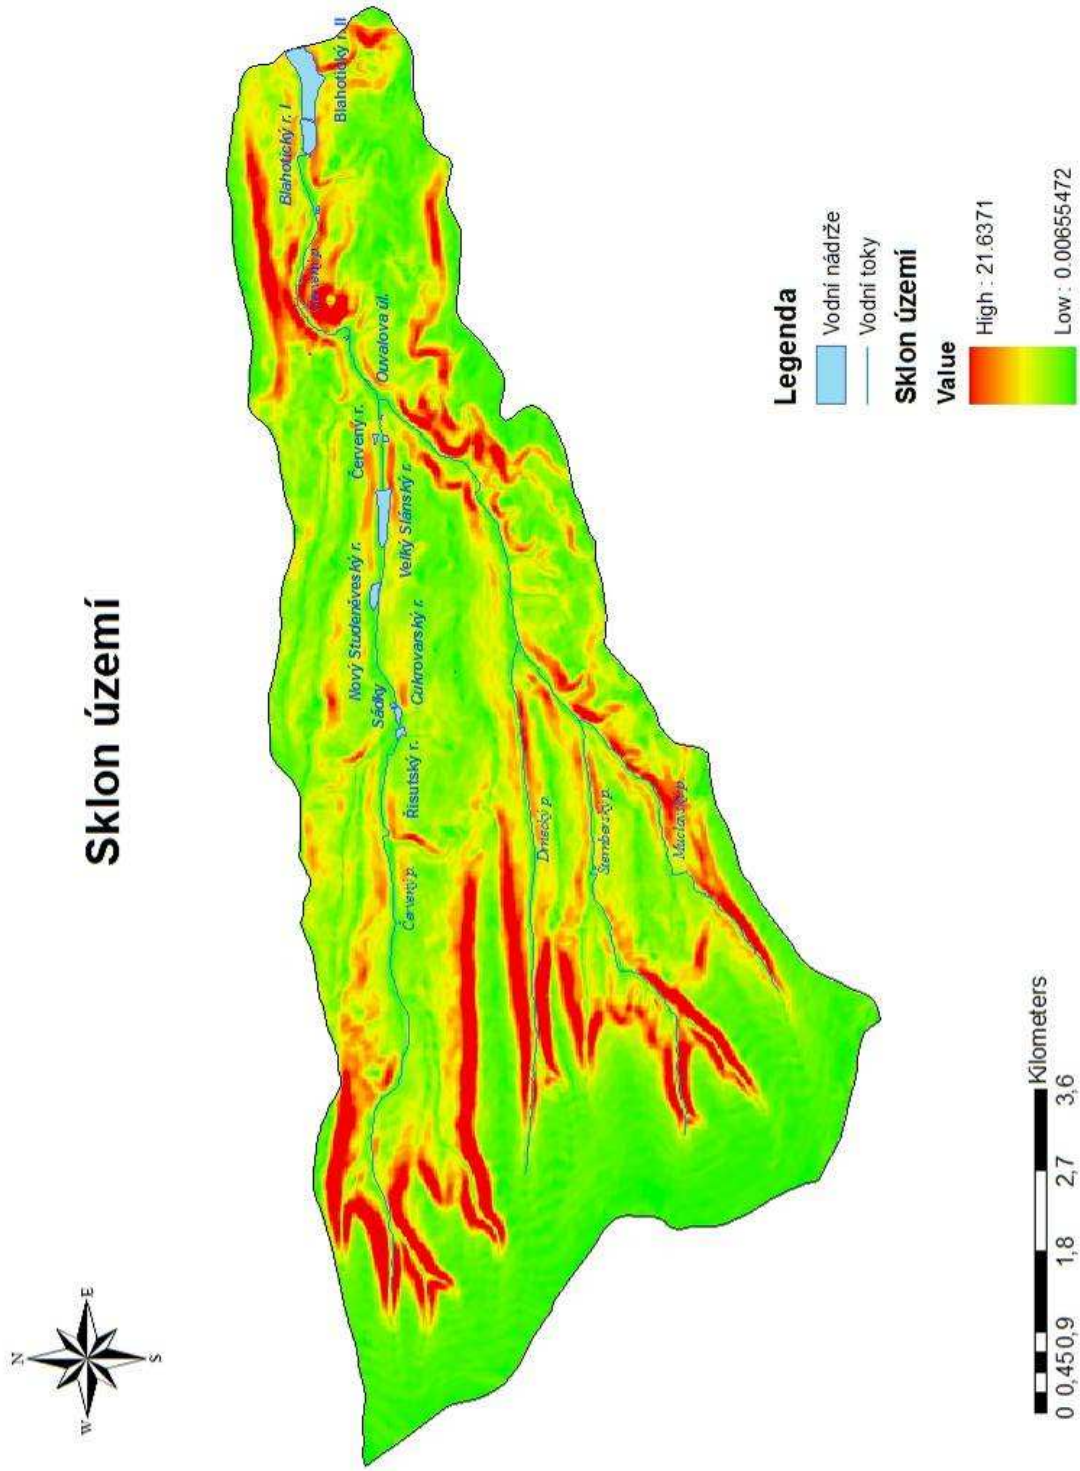 Sklon území
N
W
E
S
Blahotický r. I
Blahotický r. II
Červený p.
Ouvalova úl.
Červený r.
Velký Slánský r.
Nový Studeněveský r.
Cukrovarský r.
Sádky
Řisutský r.
Červený p.
Drnecký p.
Šternberský p.
Legenda
Vodní nádrže
Vodní toky
Sklon území
Value
High : 21.6371
Low : 0.00655472
Kilometers
0 0,45 0,9 1,8 2,7 3,6